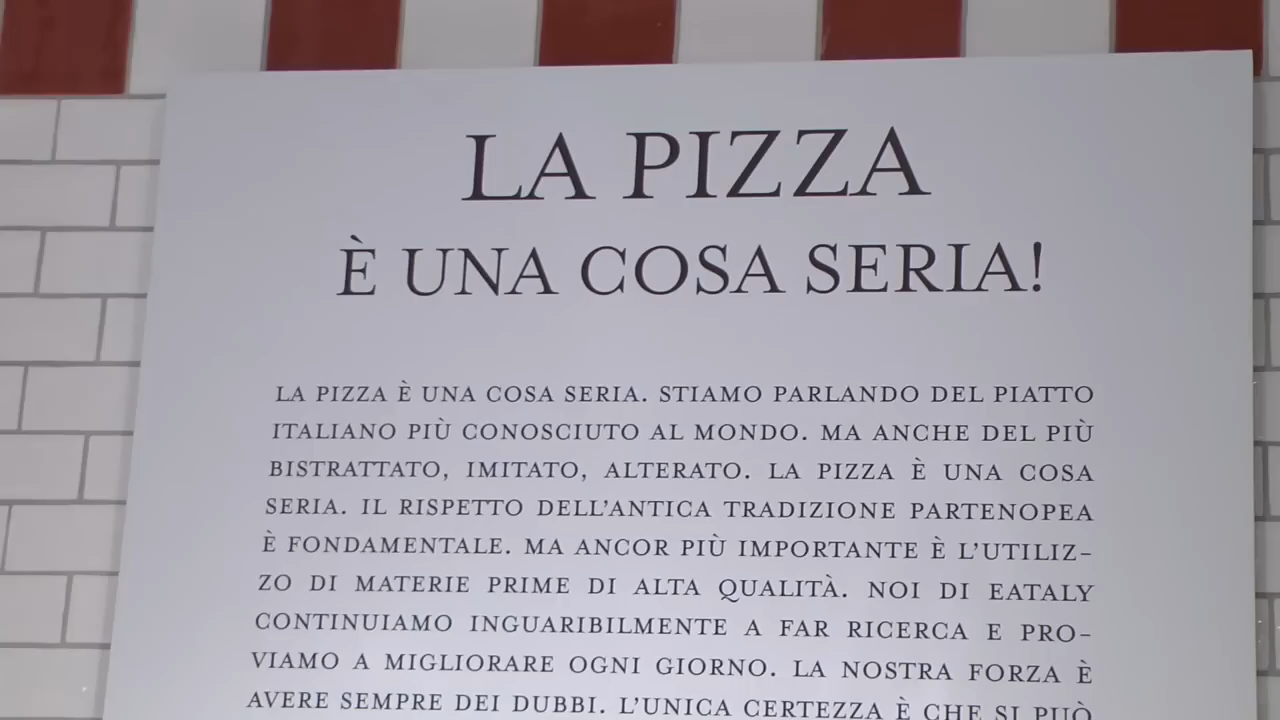 LA PIZZA
È UNA COSA SERIA!
LA PIZZA È UNA COSA SERIA. STIAMO PARLANDO DEL PIATTO
ITALIANO PIÙ CONOSCIUTO AL MONDO. MA ANCHE DEL PIÙ
BISTRATTATO, IMITATO, ALTERATO. LA PIZZA È UNA COSA
SERIA. IL RISPETTO DELL'ANTICA TRADIZIONE PARTENOPEA
È FONDAMENTALE. MA ANCOR PIÙ IMPORTANTE È L'UTILIZ-
ZO DI MATERIE PRIME DI ALTA QUALITÀ. NOI DI EATALY
CONTINUIAMO INGUARIBILMENTE A FAR RICERCA E PRO-
VIAMO A MIGLIORARE OGNI GIORNO. LA NOSTRA FORZA È
AVERE SEMPRE DEI DUBBI. L'UNICA CERTEZZA È CHE SI PUÒ